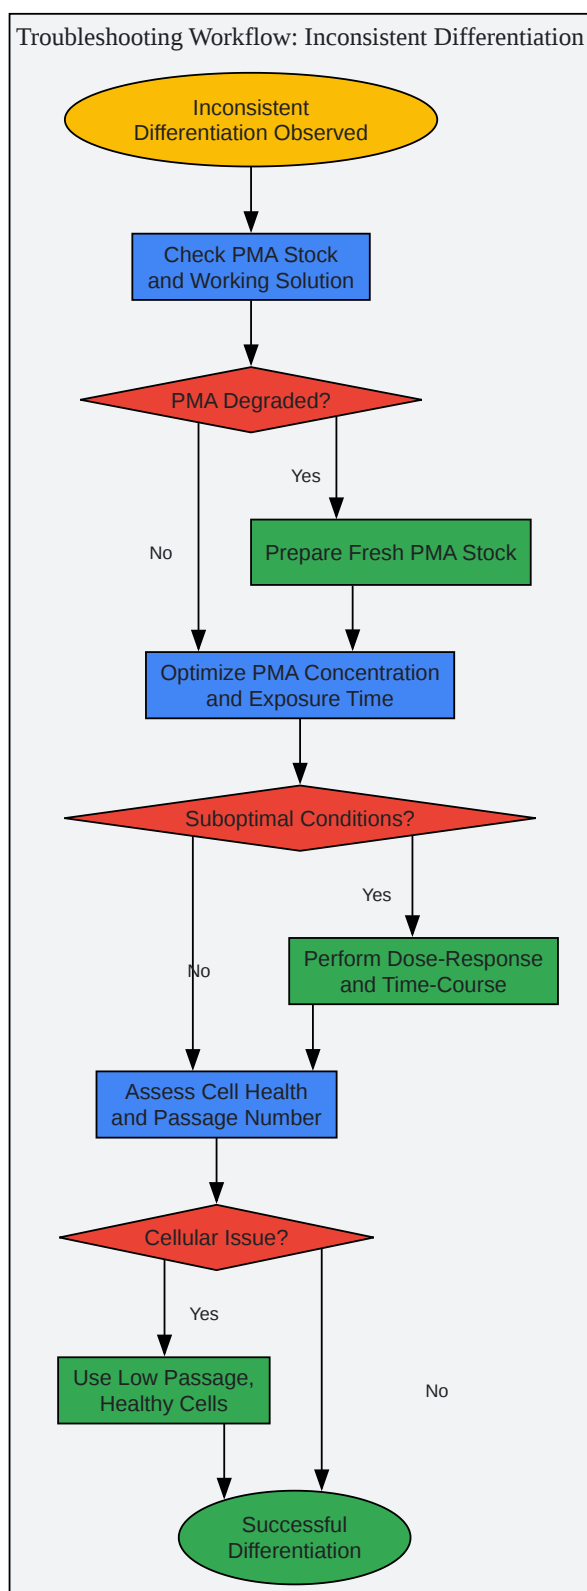 Troubleshooting Workflow: Inconsistent Differentiation
Inconsistent
Differentiation Observed
Check PMA Stock
and Working Solution
PMA Degraded?
Yes
No
Prepare Fresh PMA Stock
Optimize PMA Concentration
and Exposure Time
Suboptimal Conditions?
Yes
No
Perform Dose-Response
and Time-Course
Assess Cell Health
and Passage Number
Cellular Issue?
Yes
Use Low Passage,
Healthy Cells
No
Successful
Differentiation